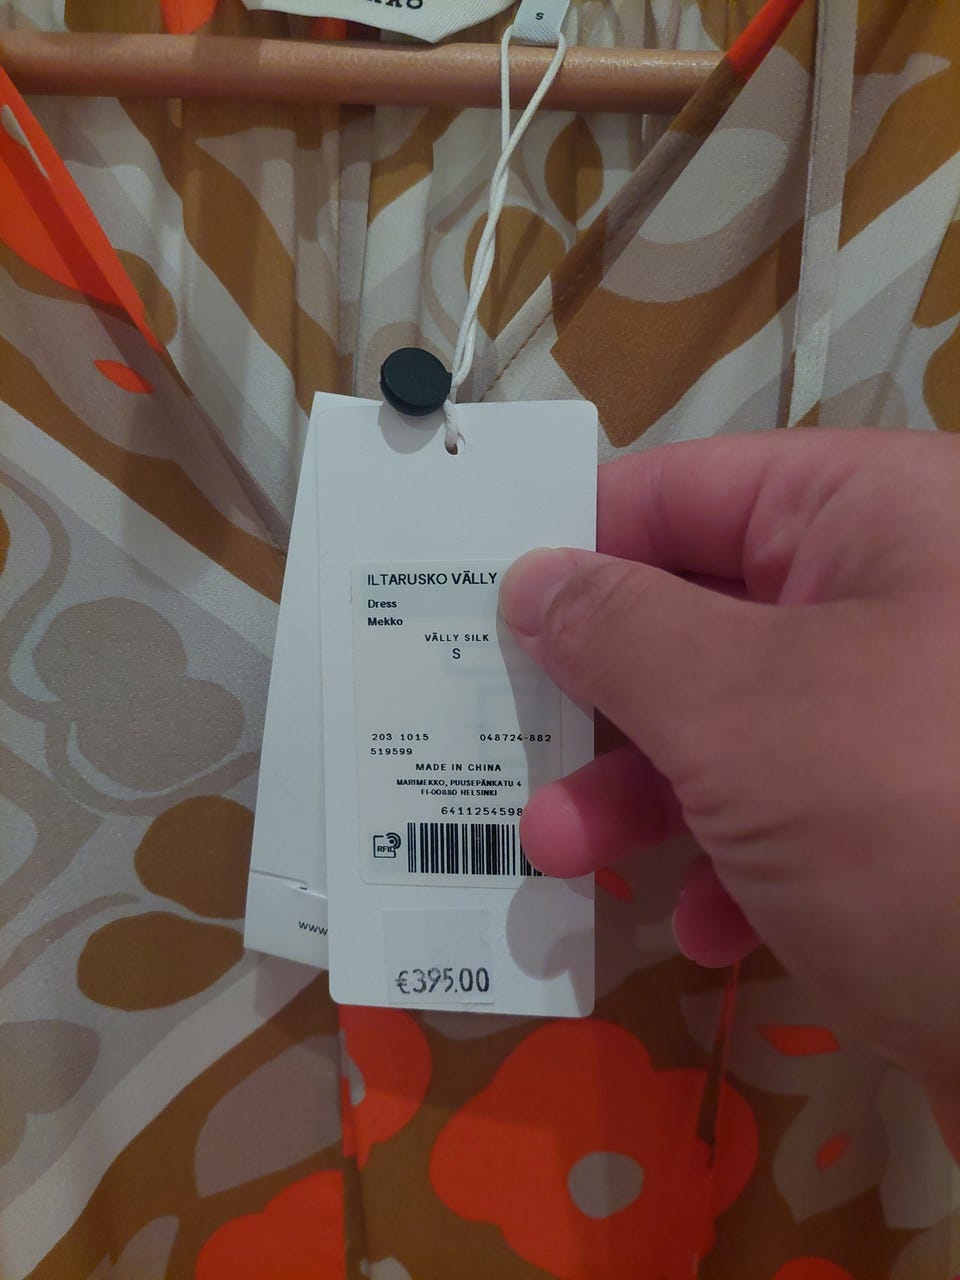 S
ILTARUSKO VÄLLY
Dress
Mekko
VÄLLY SILK
S
203 1015 048724-882
519599
MADE IN CHINA
MARIMEKKO, PUUSEPÄNKATU 4
FI-00880 HELSINKI
6411254598
RFID
www
€395.00